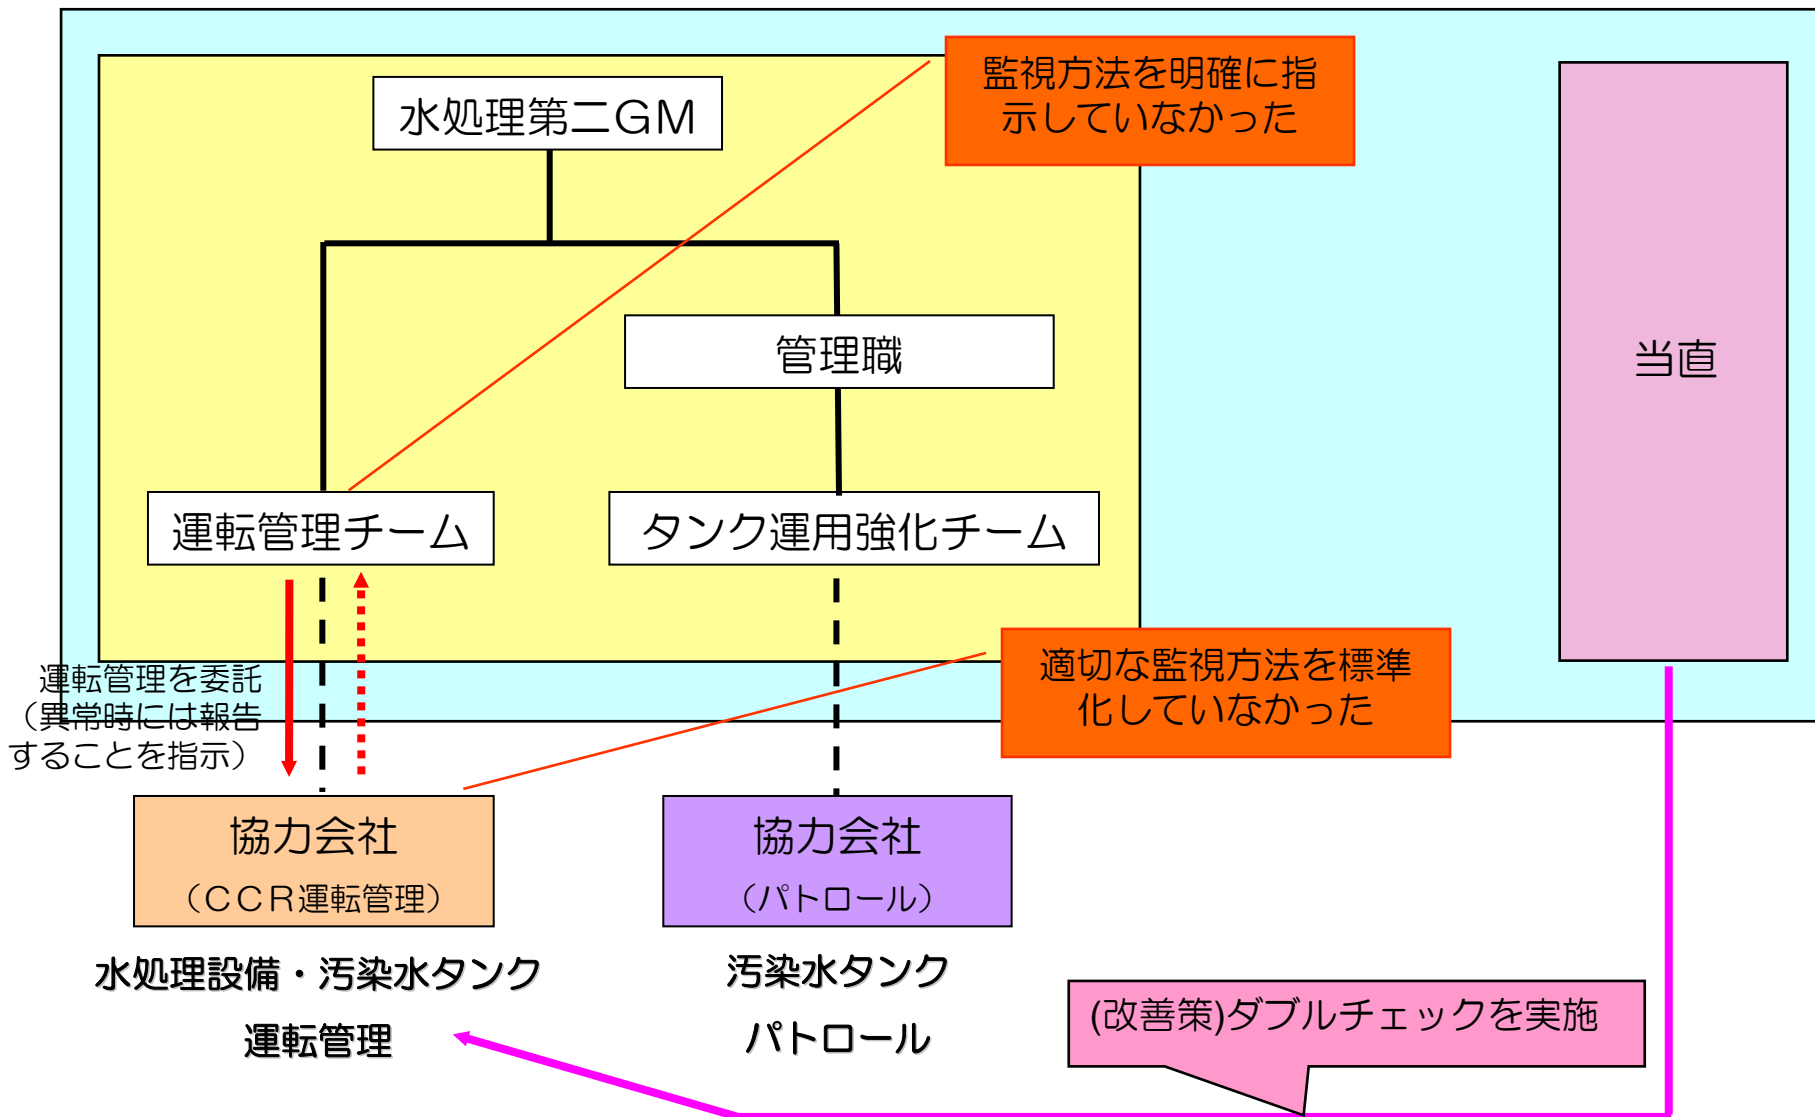 監視方法を明確に指
示していなかった
水処理第二GM
管理職
当直
運転管理チーム
タンク運用強化チーム
運転管理を委託
（異常時には報告
することを指示）
適切な監視方法を標準
化していなかった
協力会社
（CCR運転管理）
協力会社
（パトロール）
水処理設備・汚染水タンク
運転管理
汚染水タンク
パトロール
(改善策)ダブルチェックを実施